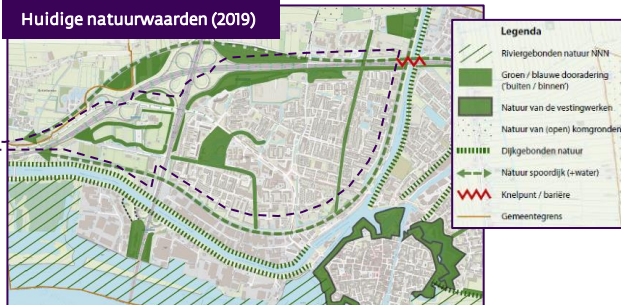 Huidige natuurwaarden (2019)
Legenda
Riviergebonden natuur NNN
Groen / blauwe dooradering
('buiten / binnen')
Natuur van de vestingwerken
Natuur van (open) komgronden
Dijkgebonden natuur
Natuur spoordijk (+water)
Knelpunt / barière
Gemeentegrens